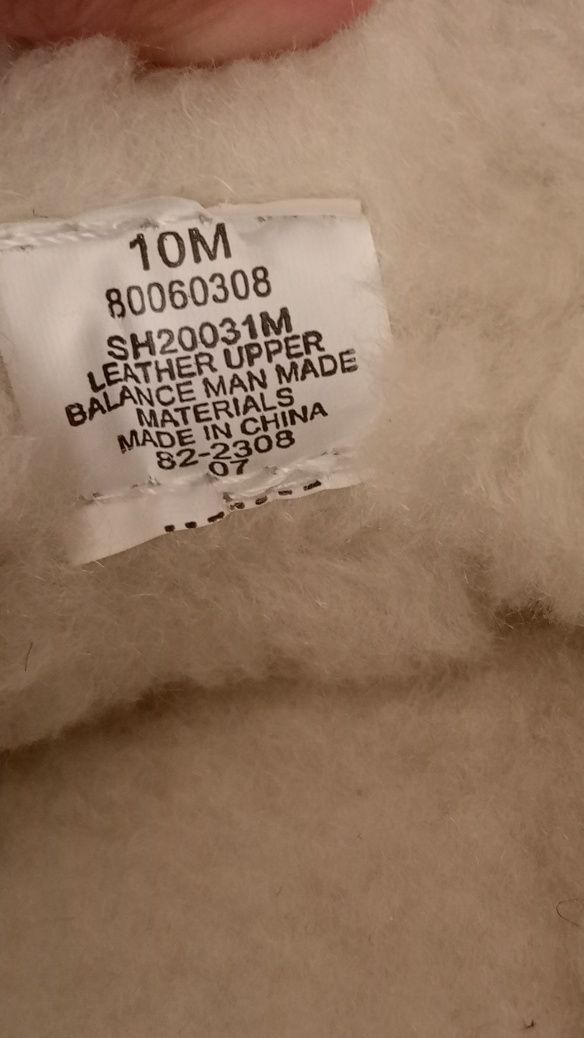 10M
80060308
SH20031M
LEATHER UPPER
BALANCE MAN MADE
MATERIALS
MADE IN CHINA
82-2308
07